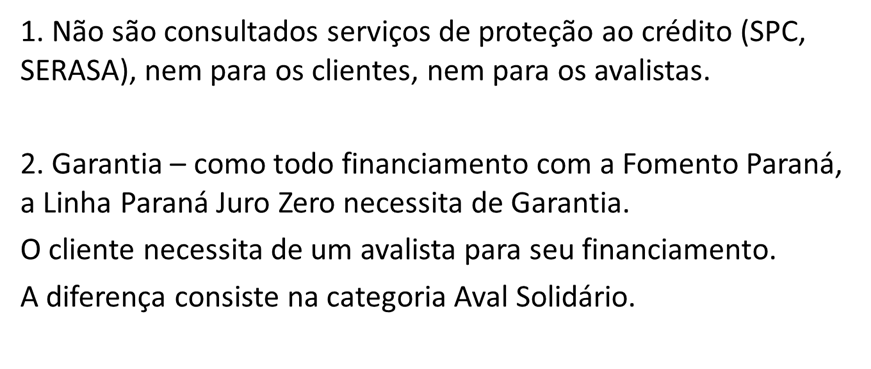 1. Não são consultados serviços de proteção ao crédito (SPC,
SERASA), nem para os clientes, nem para os avalistas.
2. Garantia – como todo financiamento com a Fomento Paraná,
a Linha Paraná Juro Zero necessita de Garantia.
O cliente necessita de um avalista para seu financiamento.
A diferença consiste na categoria Aval Solidário.